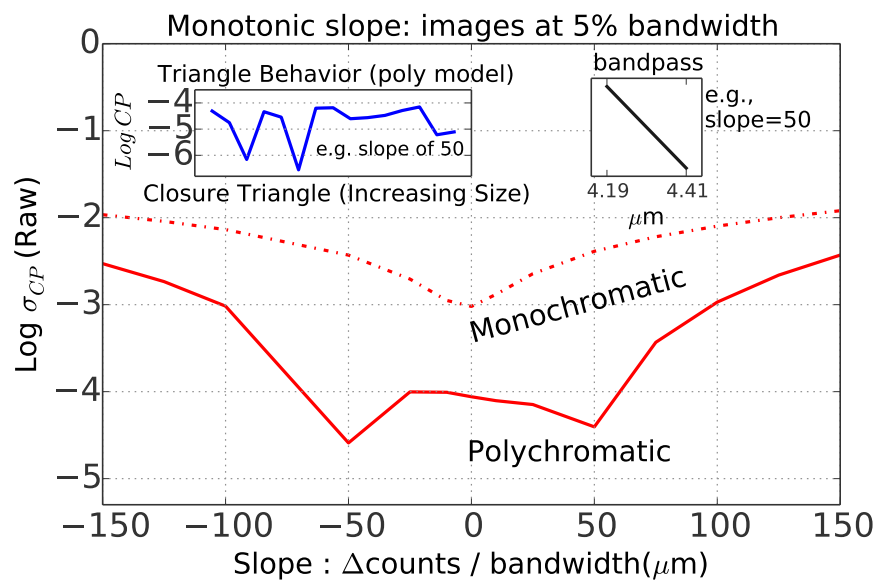 Monotonic slope: images at 5% bandwidth
0
−1
−2
−3
−4
−5
Log σCP (Raw)
Triangle Behavior (poly model)
Log CP
−4
−5
−6
e.g. slope of 50
Closure Triangle (Increasing Size)
bandpass
e.g.,
slope=50
4.19 4.41
μm
Monochromatic
Polychromatic
−150 −100 −50 0 50 100 150
Slope : Δcounts / bandwidth(μm)